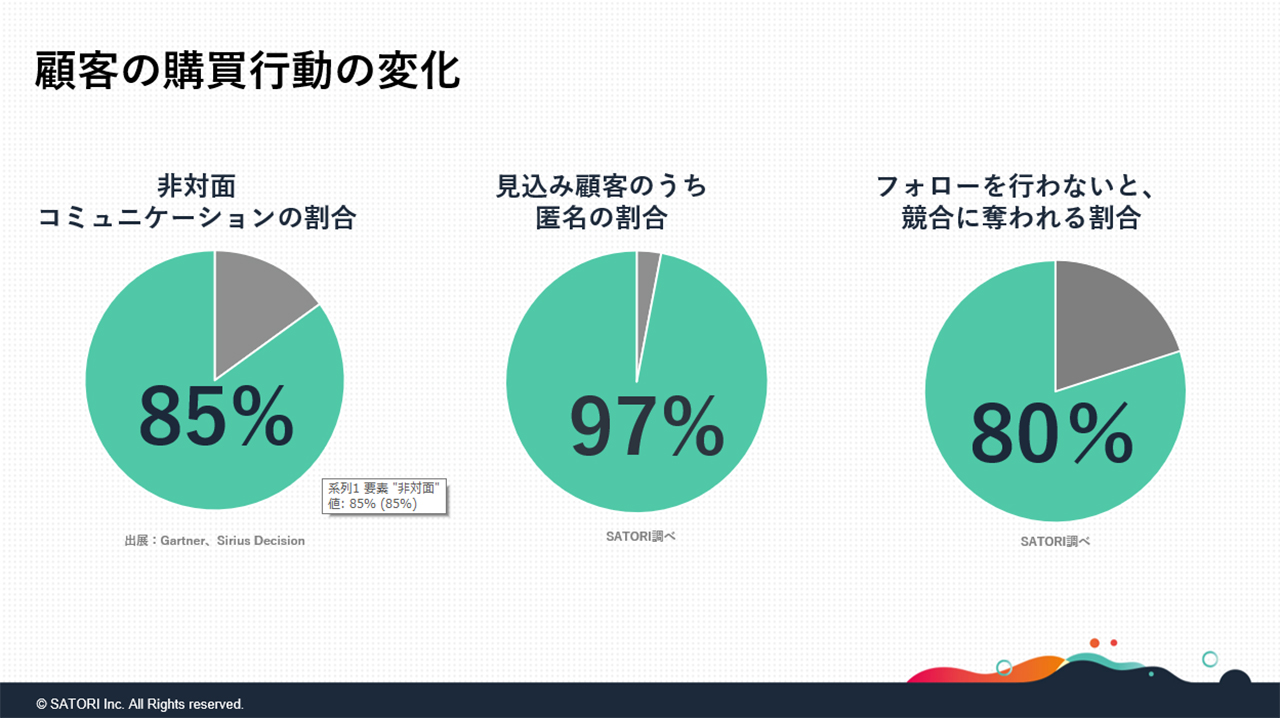 顧客の購買行動の変化
非対面
コミュニケーションの割合
85%
系列1 要素 "非対面"
値: 85% (85%)
出展：Gartner、Sirius Decision
見込み顧客のうち
匿名の割合
97%
SATORI調べ
フォローを行わないと、
競合に奪われる割合
80%
SATORI調べ
© SATORI Inc. All Rights reserved.